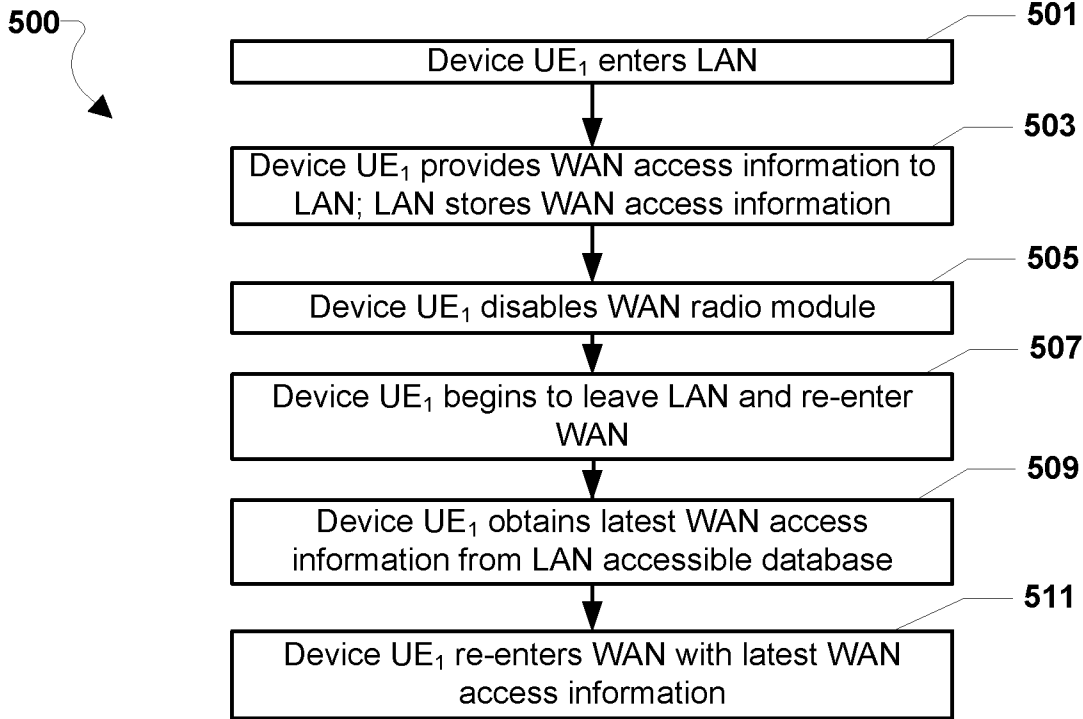 500
501
Device UE₁ enters LAN
503
Device UE₁ provides WAN access information to
LAN; LAN stores WAN access information
505
Device UE₁ disables WAN radio module
507
Device UE₁ begins to leave LAN and re-enter
WAN
509
Device UE₁ obtains latest WAN access
information from LAN accessible database
511
Device UE₁ re-enters WAN with latest WAN
access information